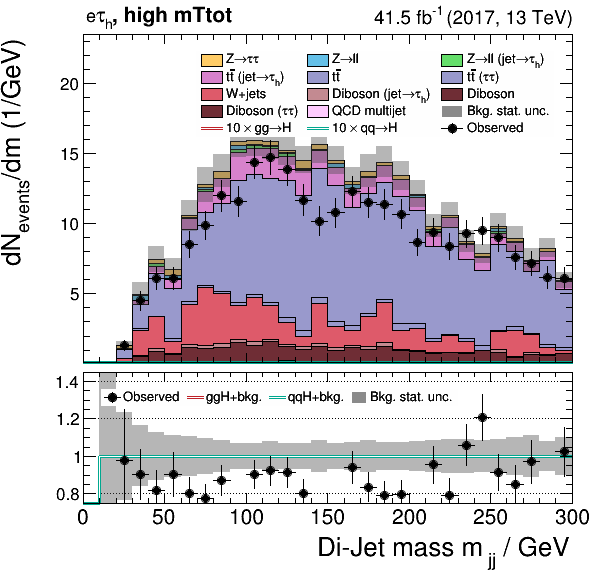 eτh, high mTtot 41.5 fb⁻¹ (2017, 13 TeV)
dNevents/dm (1/GeV)
Z→ττ Z→ll Z→ll (jet→τh)
tt̄ (jet→τh) tt̄ tt̄ (ττ)
W+jets Diboson (jet→τh) Diboson
Diboson (ττ) QCD multijet Bkg. stat. unc.
10 × gg→H 10 × qq→H Observed
20
15
10
5
1.4
Observed ggH+bkg. qqH+bkg. Bkg. stat. unc.
1.2
1.0
0.8
0 50 100 150 200 250 300
Di-Jet mass mjj / GeV